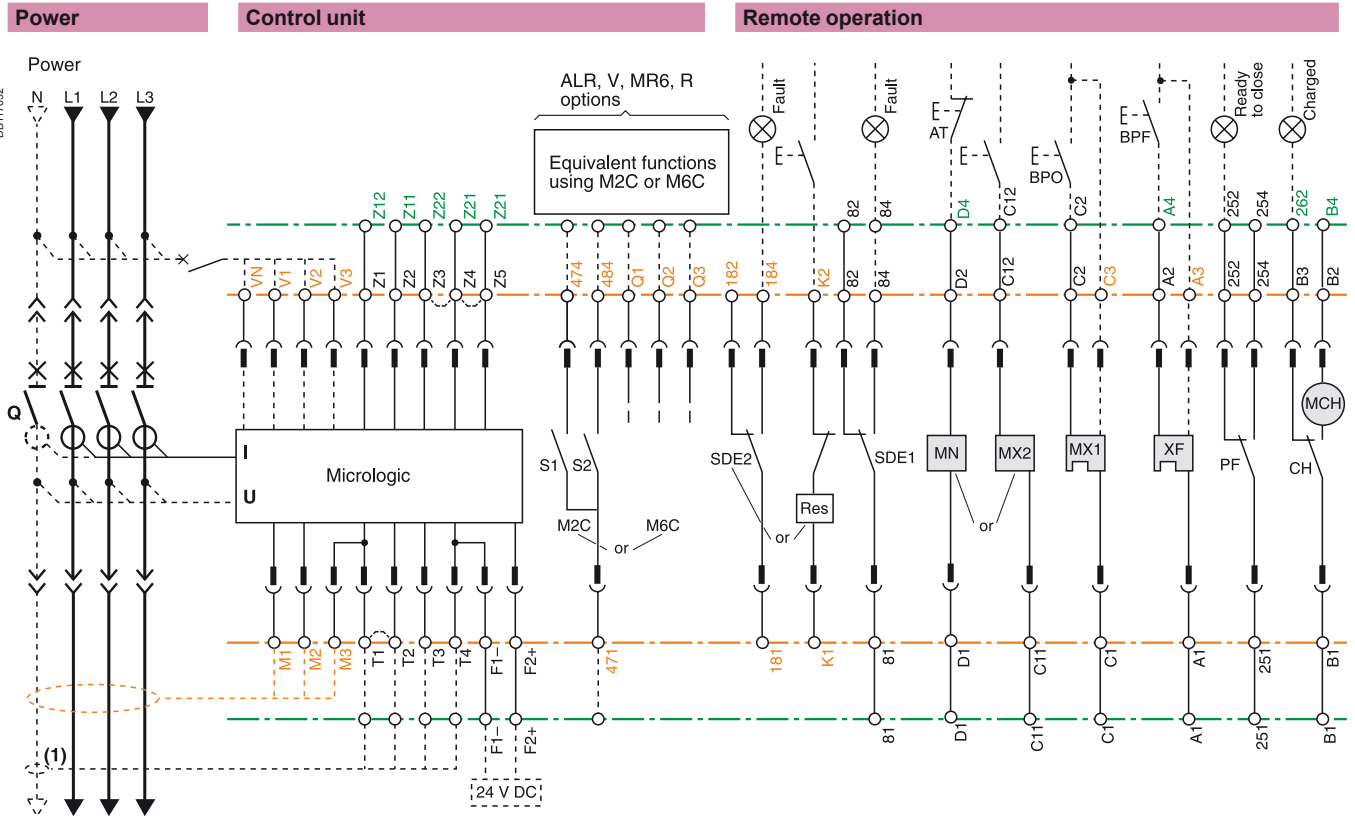 Power
Control unit
Remote operation
Power
N
L1
L2
L3
ALR, V, MR6, R
options
Equivalent functions
using M2C or M6C
Fault
Fault
AT
BPO
BPF
Ready
to close
Charged
Z12
Z11
Z22
Z21
Z21
82
84
D4
C12
C2
A4
252
254
262
B4
VN
V1
V2
V3
Z1
Z2
Z3
Z4
Z5
474
484
Q1
Q2
Q3
182
184
K2
82
84
D2
C12
C2
C3
A2
A3
252
254
B3
B2
MCH
Q
I
U
Micrologic
S1
S2
M2C
or
M6C
SDE2
or
Res
SDE1
MN
MX2
or
MX1
XF
PF
CH
M1
M2
M3
T1
T2
T3
T4
F1–
F2+
471
181
K1
81
D1
C11
C1
A1
251
B1
(1)
F1–
F2+
24 V DC
81
D1
C11
C1
A1
251
B1